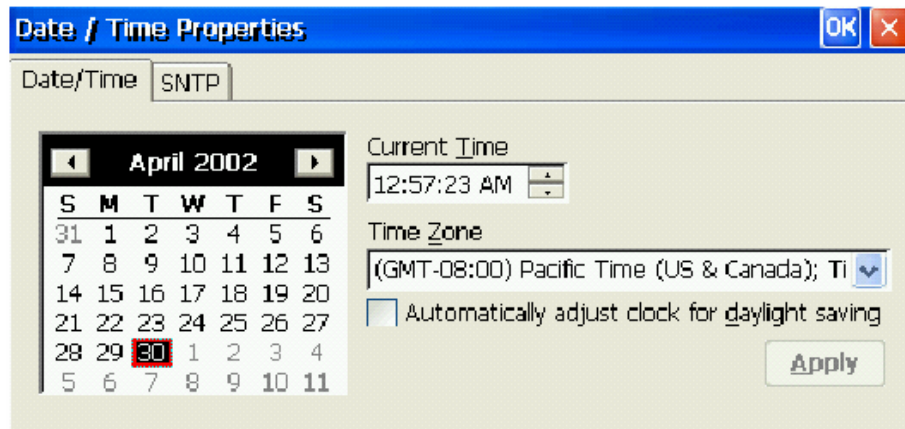 Date / Time Properties OK
Date/Time SNTP
April 2002
S M T W T F S
31 1 2 3 4 5 6
7 8 9 10 11 12 13
14 15 16 17 18 19 20
21 22 23 24 25 26 27
28 29 30 1 2 3 4
5 6 7 8 9 10 11
Current Time
12:57:23 AM
Time Zone
(GMT-08:00) Pacific Time (US & Canada); Ti
Automatically adjust clock for daylight saving
Apply